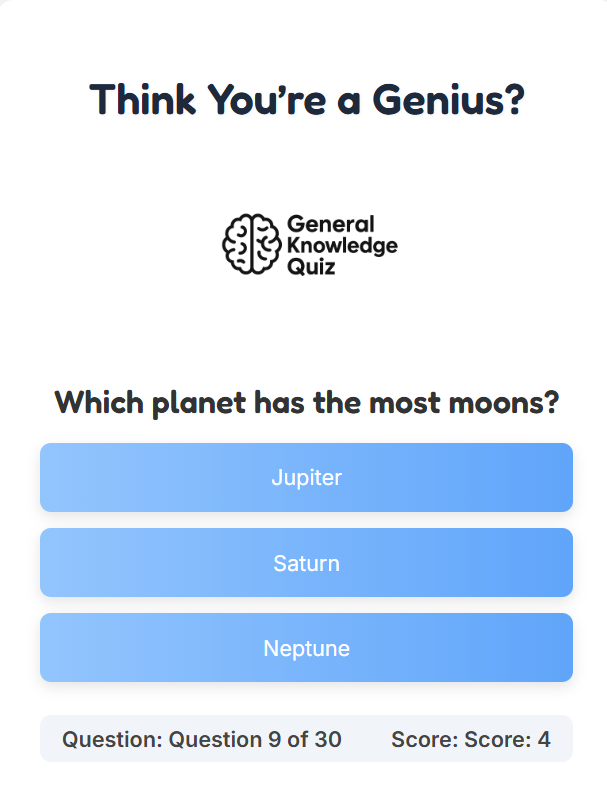 Think You’re a Genius?
General
Knowledge
Quiz
Which planet has the most moons?
Jupiter
Saturn
Neptune
Question: Question 9 of 30 Score: Score: 4